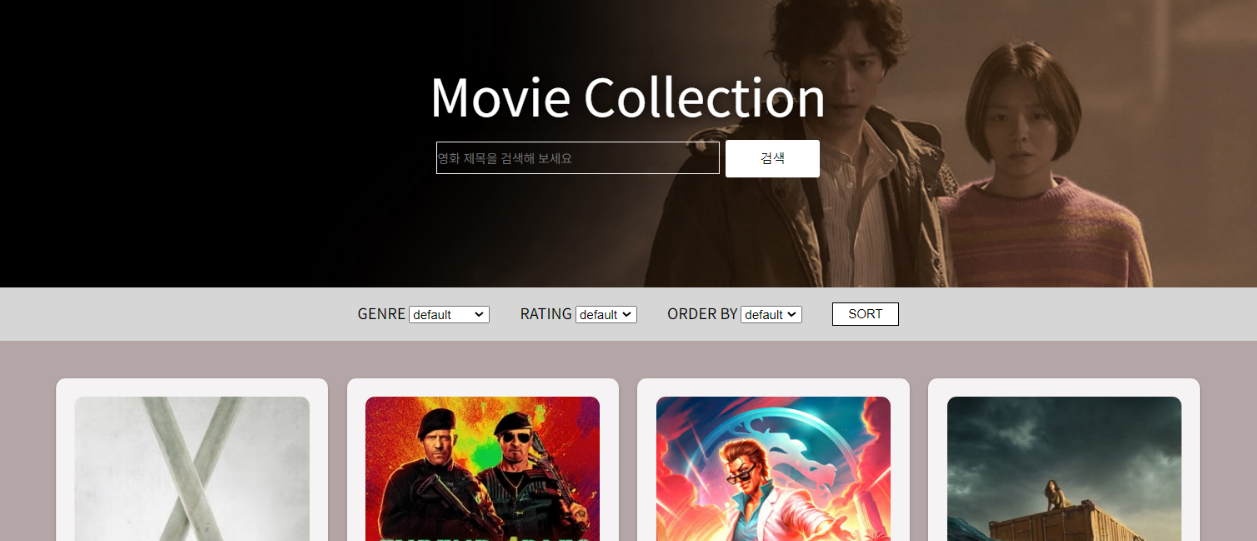 Movie Collection
영화 제목을 검색해 보세요 검색
GENRE default RATING default ORDER BY default SORT